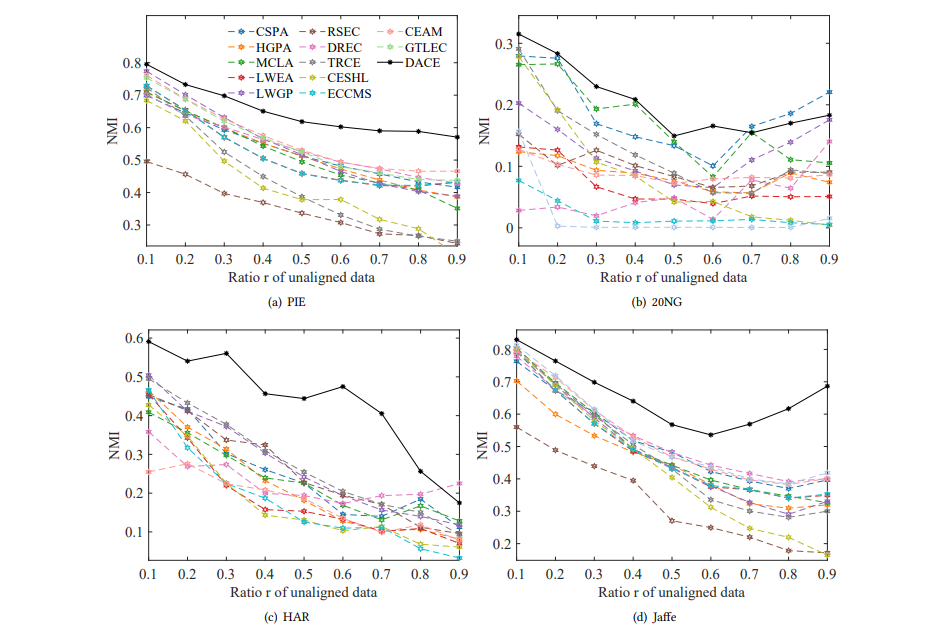 0.8
0.7
0.6
0.5
0.4
0.3
NMI
CSPA
HGPA
MCLA
LWEA
LWGP
RSEC
DREC
TRCE
CESHL
ECCMS
CEAM
GTLEC
DACE
0.1 0.2 0.3 0.4 0.5 0.6 0.7 0.8 0.9
Ratio r of unaligned data
(a) PIE
0.3
0.2
0.1
0
NMI
0.1 0.2 0.3 0.4 0.5 0.6 0.7 0.8 0.9
Ratio r of unaligned data
(b) 20NG
0.6
0.5
0.4
0.3
0.2
0.1
NMI
0.1 0.2 0.3 0.4 0.5 0.6 0.7 0.8 0.9
Ratio r of unaligned data
(c) HAR
0.8
0.7
0.6
0.5
0.4
0.3
0.2
NMI
0.1 0.2 0.3 0.4 0.5 0.6 0.7 0.8 0.9
Ratio r of unaligned data
(d) Jaffe